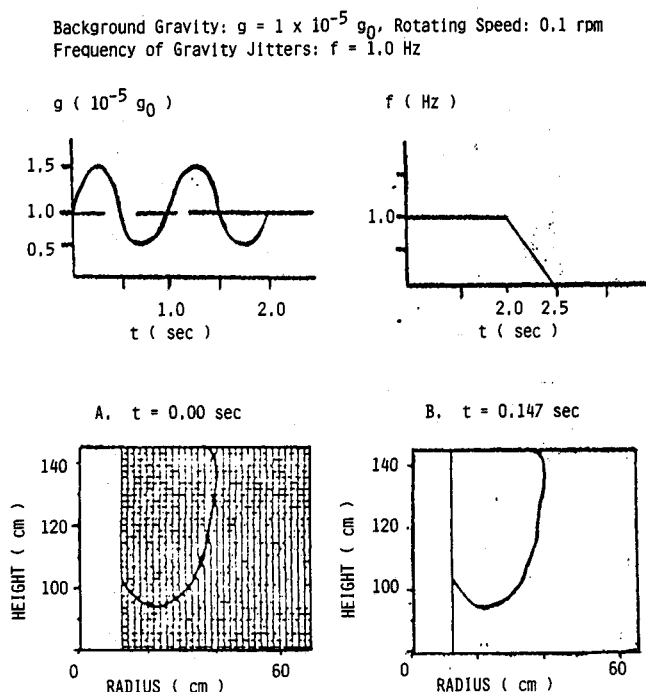 Background Gravity: g = 1 x 10⁻⁵ g₀, Rotating Speed: 0.1 rpm
Frequency of Gravity Jitters: f = 1.0 Hz
g ( 10⁻⁵ g₀ )
1.5
1.0
0.5
1.0
2.0
t ( sec )
f ( Hz )
1.0
2.0
2.5
t ( sec )
A. t = 0.00 sec
HEIGHT ( cm )
140
120
100
0
60
RADIUS ( cm )
B. t = 0.147 sec
HEIGHT ( cm )
140
120
100
0
60
RADIUS ( cm )